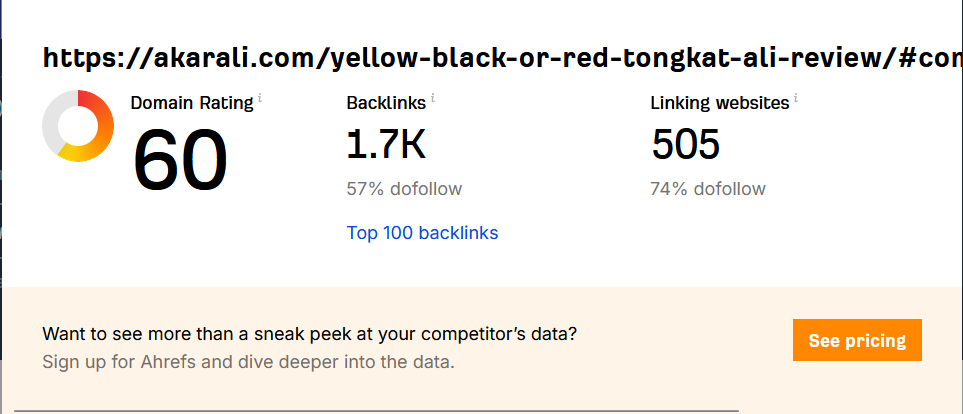 https://akarali.com/yellow-black-or-red-tongkat-ali-review/#con
Domain Rating i
Backlinks i
Linking websites i
60
1.7K
505
57% dofollow
74% dofollow
Top 100 backlinks
Want to see more than a sneak peek at your competitor’s data?
Sign up for Ahrefs and dive deeper into the data.
See pricing